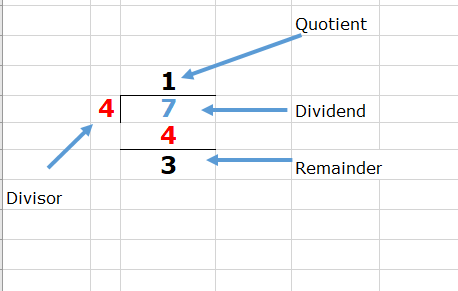 Quotient
1
4 7 Dividend
4
3 Remainder
Divisor